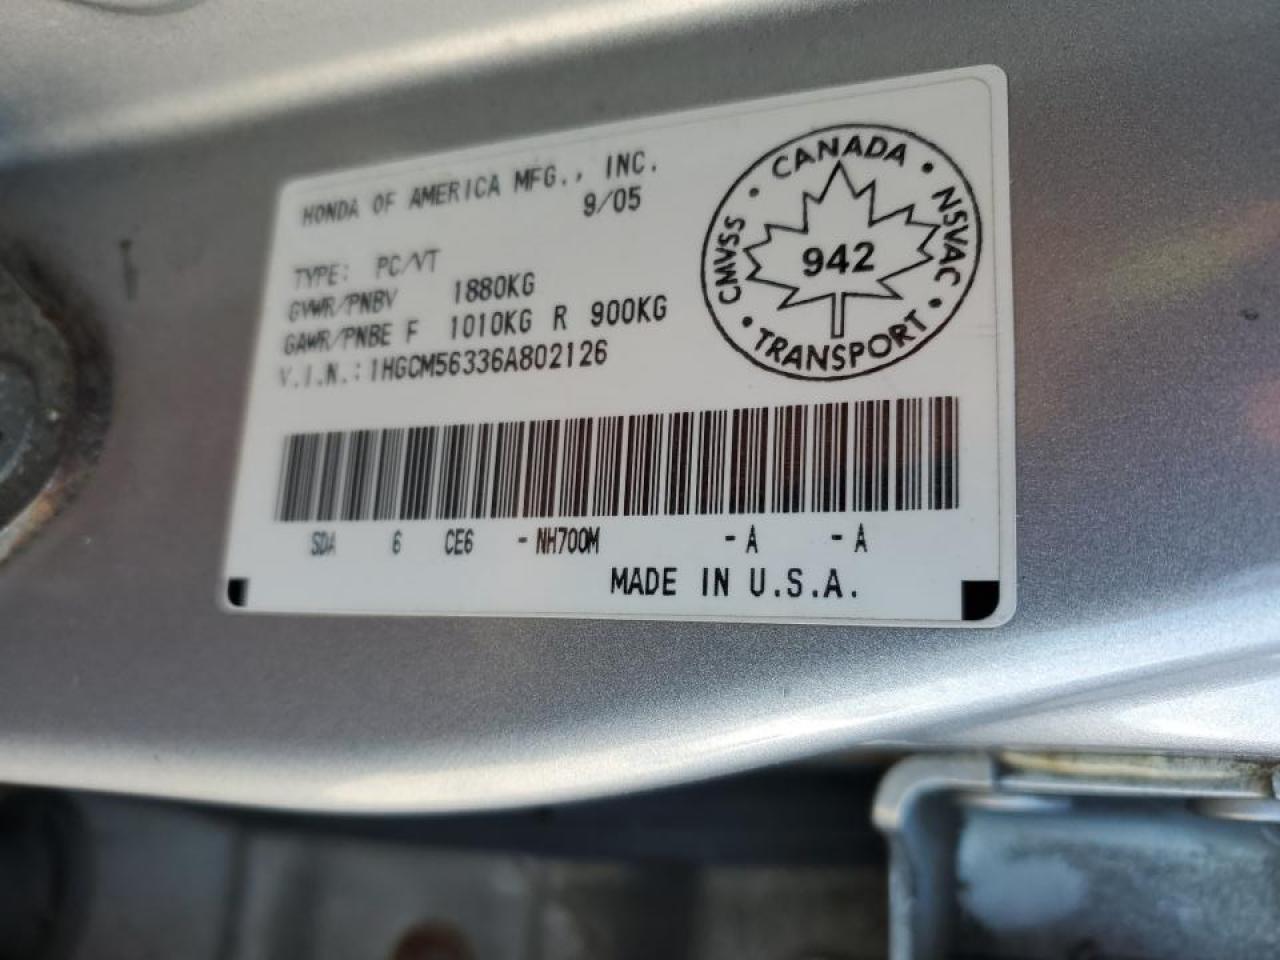 HONDA OF AMERICA MFG., INC.
9/05
TYPE: PC/VT
GVWR/PNBV 1880KG
GAWR/PNBE F 1010KG R 900KG
V.I.N.: 1HGCM56336A802126
CANADA • NSVAC • TRANSPORT • CMVSS •
942
SDA 6 CE6 - NH700M - A - A
MADE IN U.S.A.